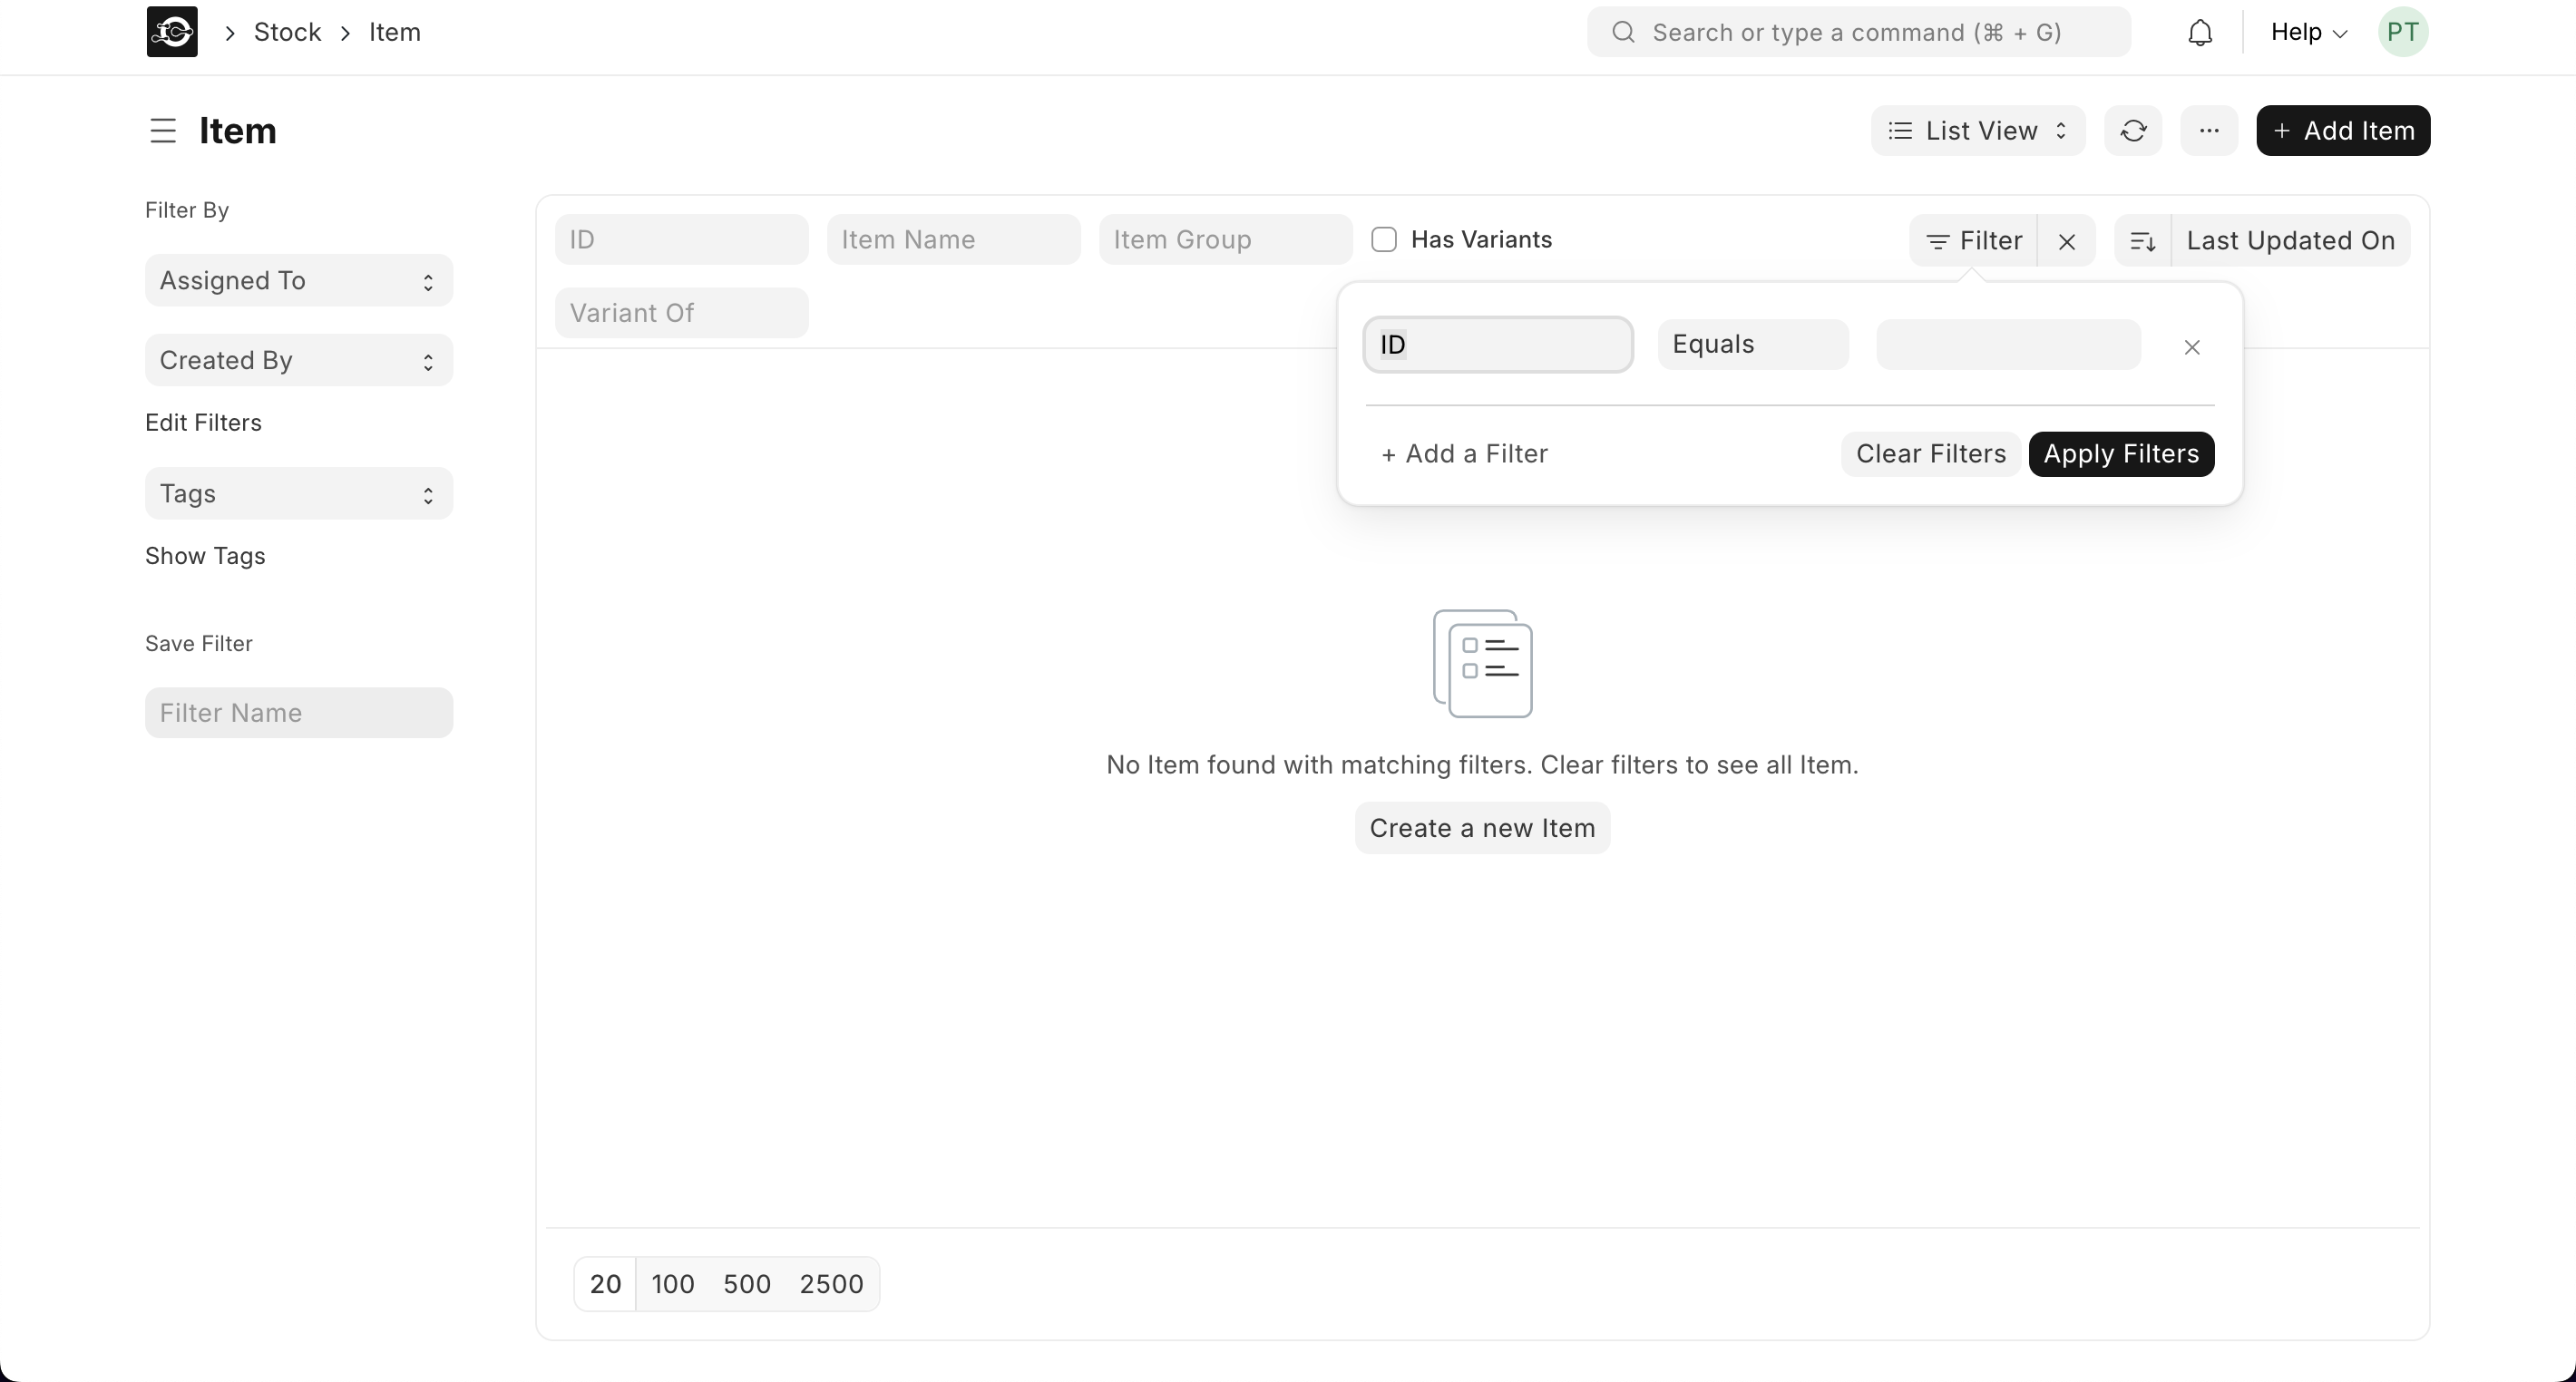 Stock
Item
Search or type a command (⌘ + G)
Help
PT
Item
List View
Add Item
Filter By
Assigned To
Created By
Edit Filters
Tags
Show Tags
Save Filter
Filter Name
ID
Item Name
Item Group
Has Variants
Filter
Last Updated On
Variant Of
ID
Equals
+ Add a Filter
Clear Filters
Apply Filters
No Item found with matching filters. Clear filters to see all Item.
Create a new Item
20
100
500
2500